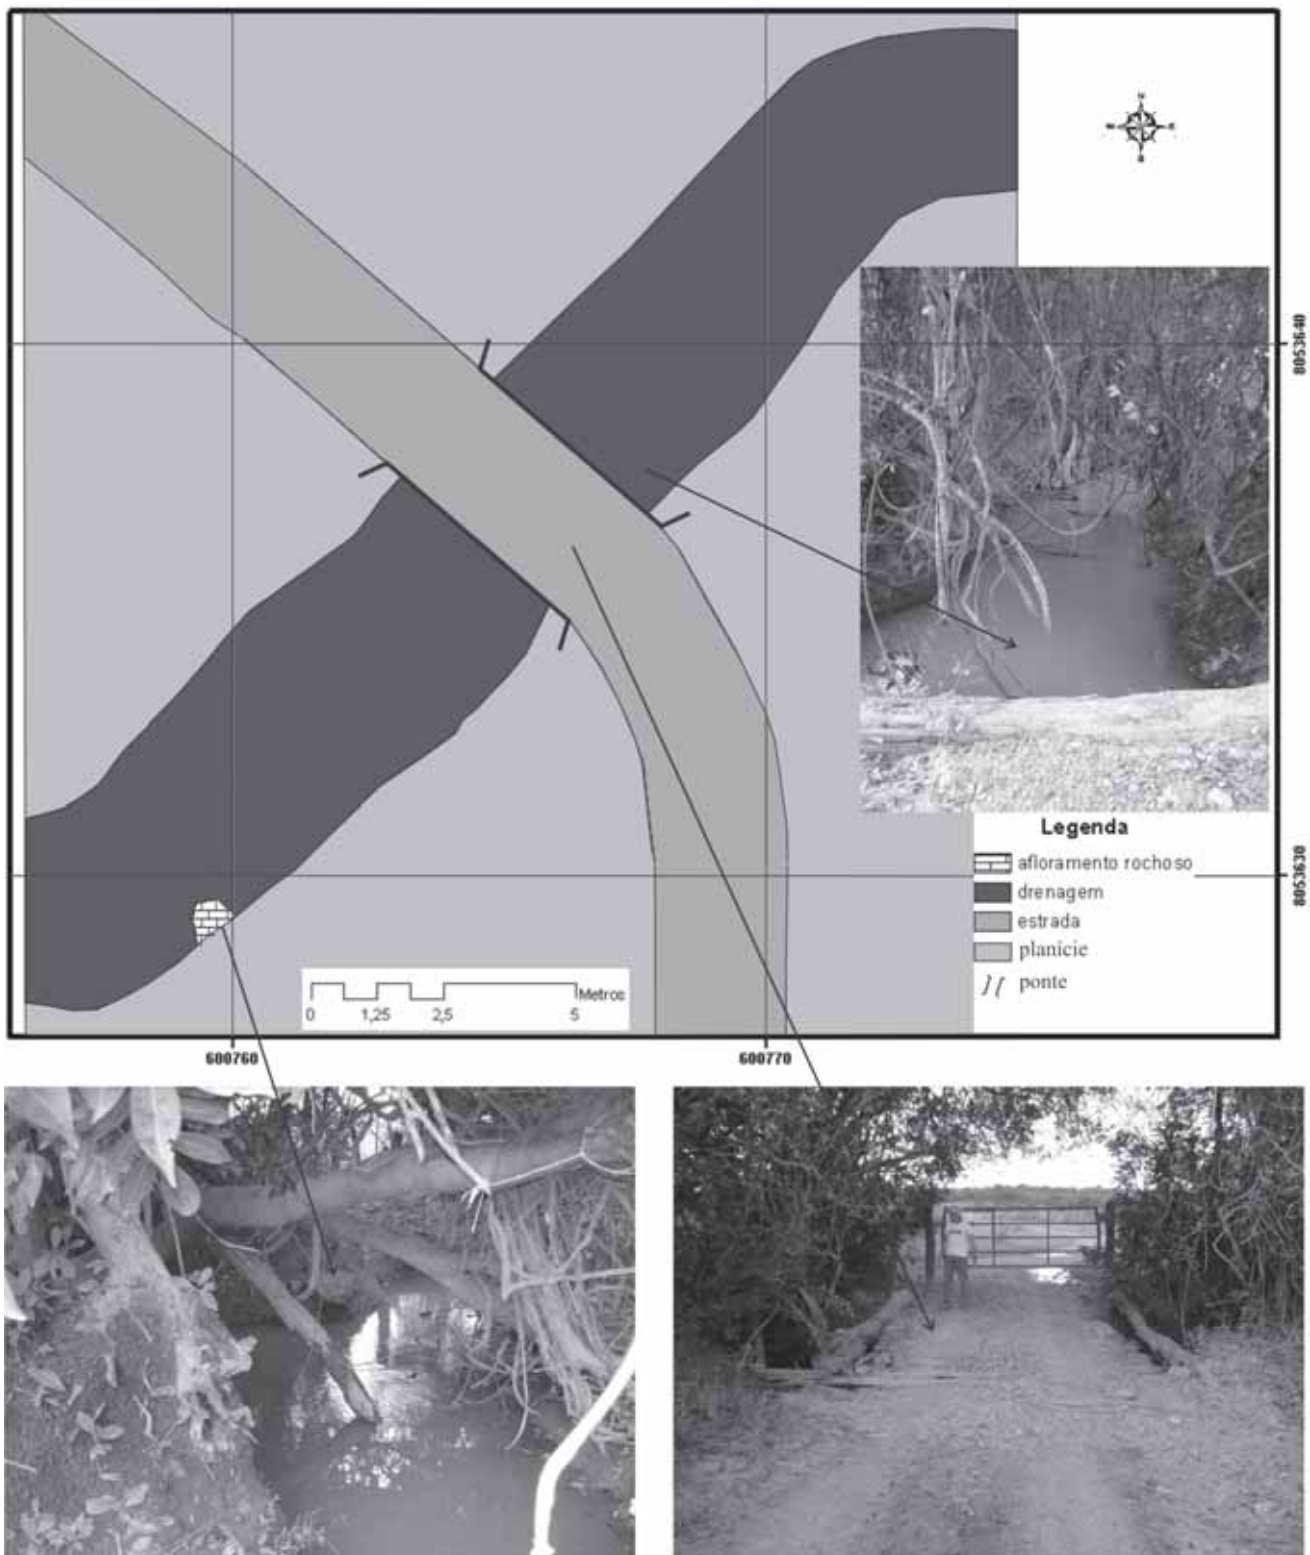 N
8053640
Legenda
afloramento rochoso
drenagem
estrada
planície
ponte
8053630
Metros
0 1,25 2,5 5
600760 600770